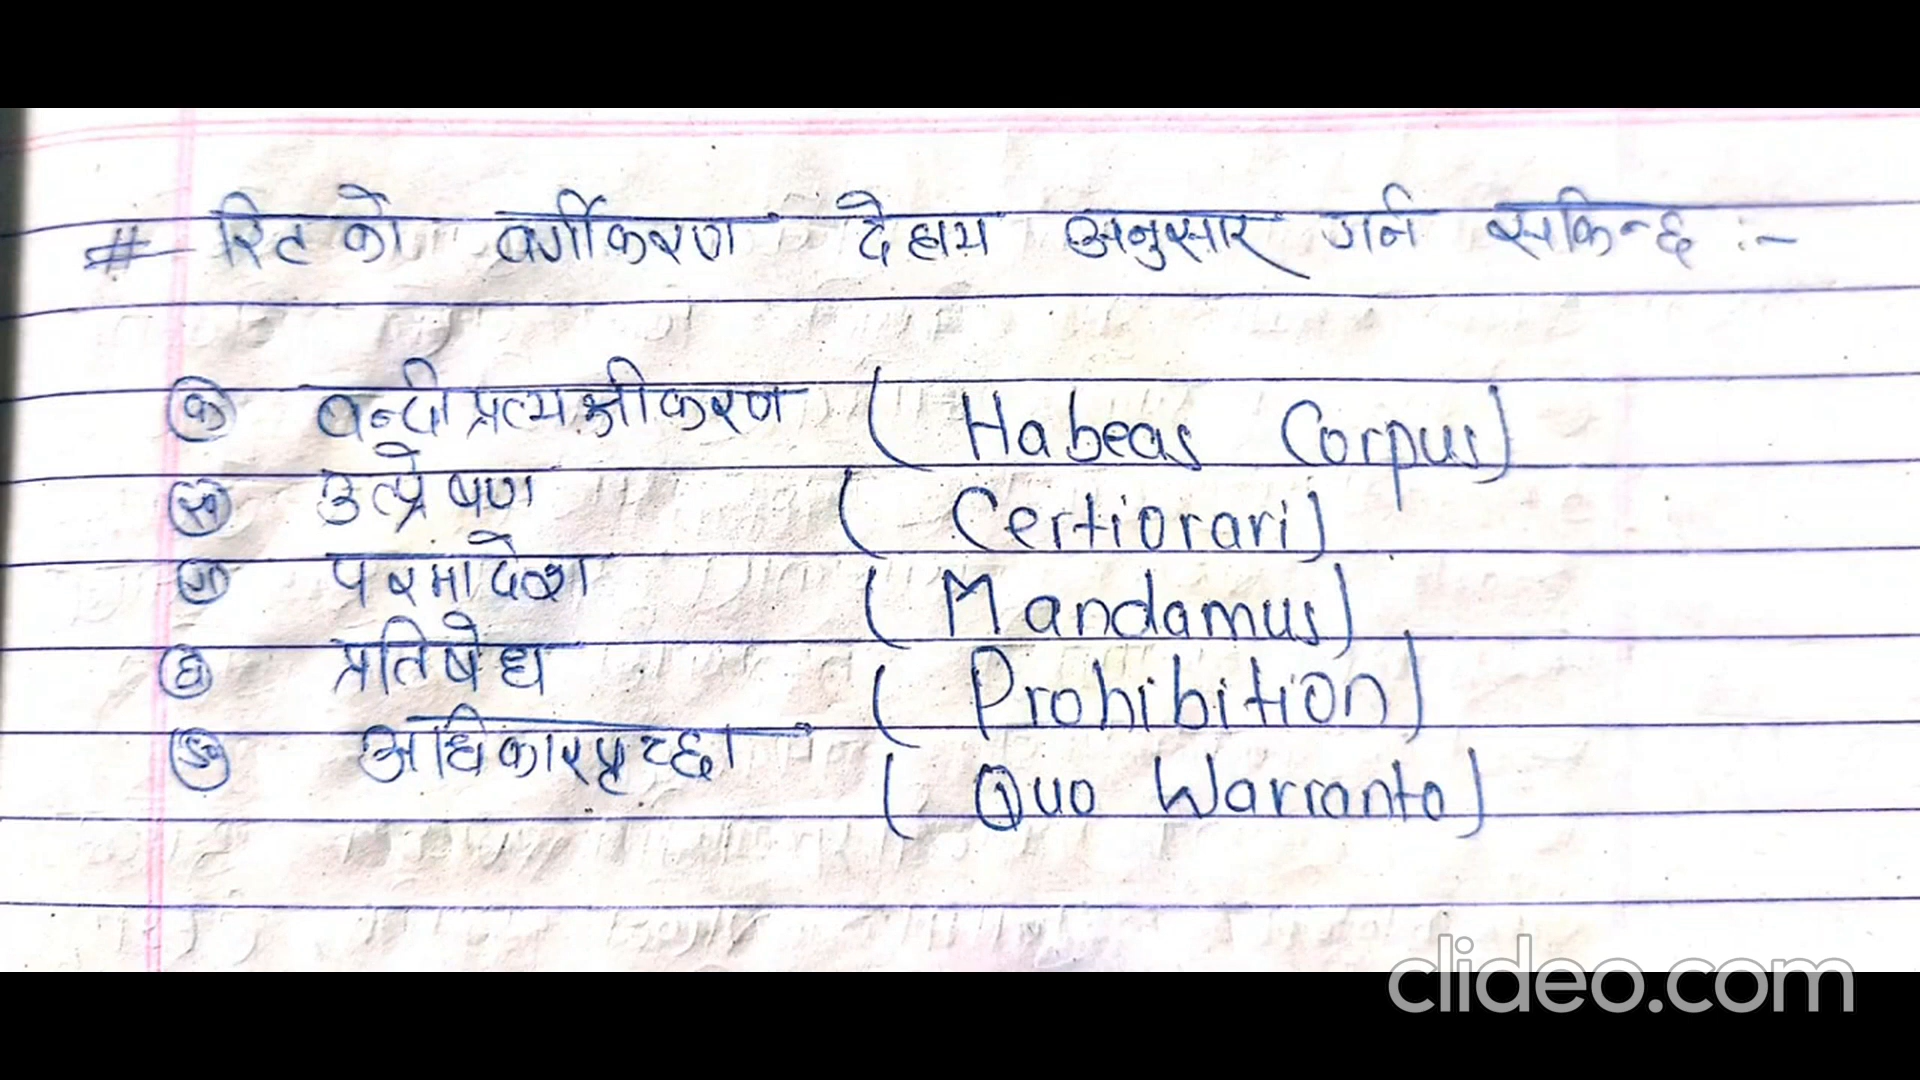 # रिटको वर्गीकरण देहाय अनुसार गर्न सकिन्छ :-
क बन्दीप्रत्यक्षीकरण ( Habeas Corpus)
ख उत्प्रेषण ( Certiorari)
ग परमादेश ( Mandamus)
घ प्रतिषेध ( Prohibition)
ङ अधिकारपृच्छा ( Quo Warranto)
clideo.com